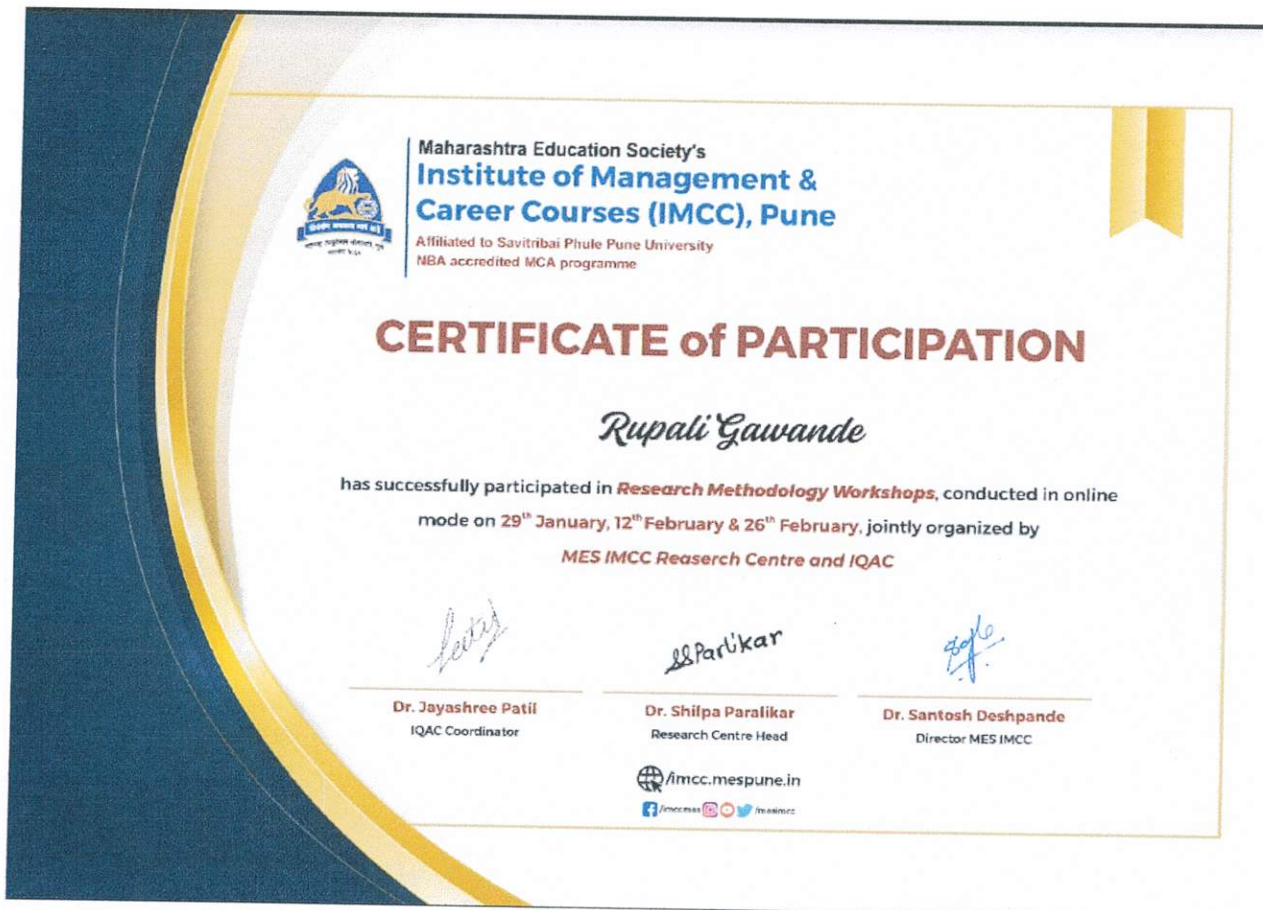 Maharashtra Education Society's
Institute of Management &
Career Courses (IMCC), Pune
Affiliated to Savitribai Phule Pune University
NBA accredited MCA programme
CERTIFICATE of PARTICIPATION
Rupali Gawande
has successfully participated in Research Methodology Workshops, conducted in online
mode on 29th January, 12th February & 26th February, jointly organized by
MES IMCC Reaserch Centre and IQAC
SSParlikar
Dr. Jayashree Patil
IQAC Coordinator
Dr. Shilpa Paralikar
Research Centre Head
Dr. Santosh Deshpande
Director MES IMCC
/imcc.mespune.in
/imccmes /mesimcc